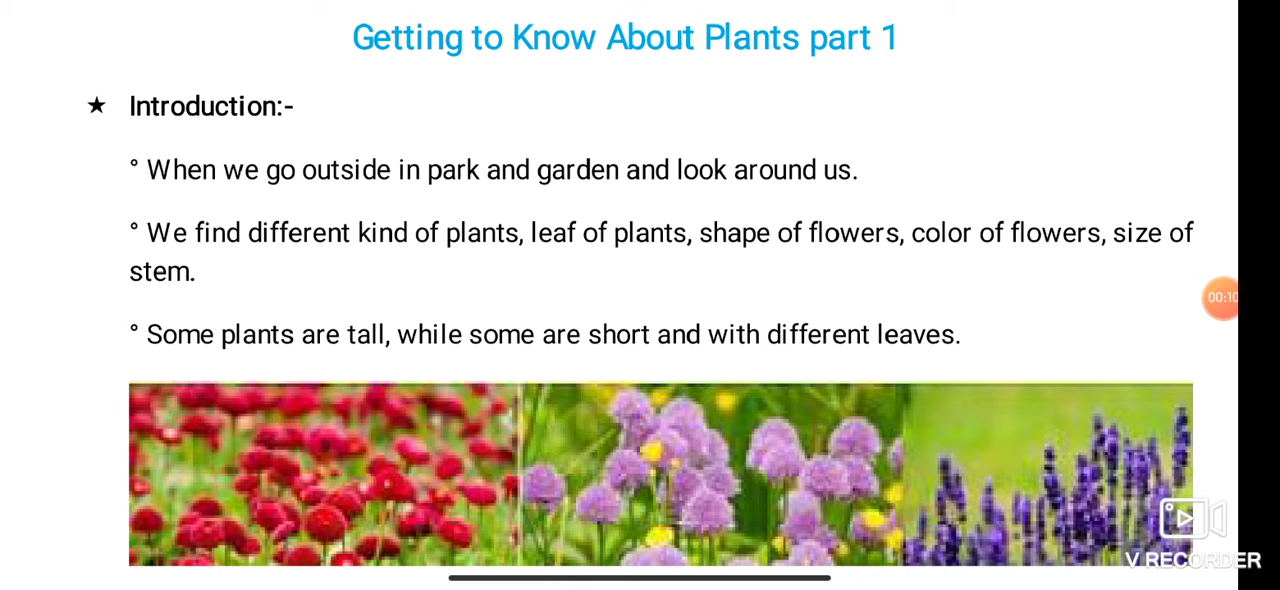 Getting to Know About Plants part 1
★ Introduction:-
° When we go outside in park and garden and look around us.
° We find different kind of plants, leaf of plants, shape of flowers, color of flowers, size of
stem.
° Some plants are tall, while some are short and with different leaves.
00:10
V RECORDER